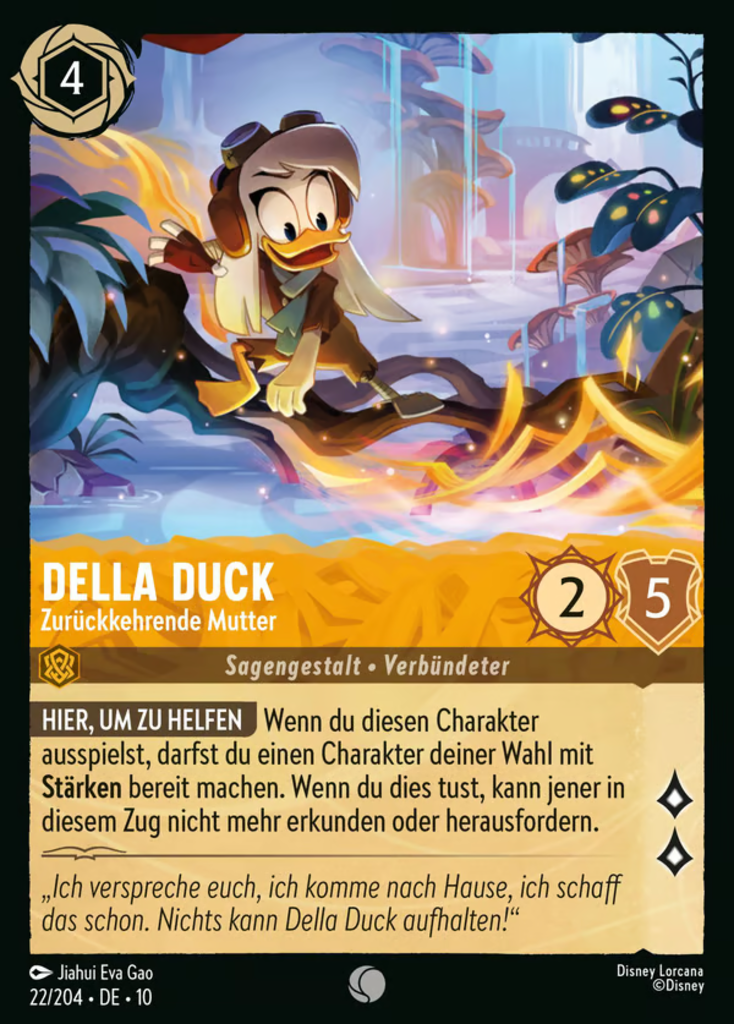 4
DELLA DUCK
Zurückkehrende Mutter
2
5
Sagengestalt • Verbündeter
HIER, UM ZU HELFEN Wenn du diesen Charakter
ausspielst, darfst du einen Charakter deiner Wahl mit
Stärken bereit machen. Wenn du dies tust, kann jener in
diesem Zug nicht mehr erkunden oder herausfordern.
„Ich verspreche euch, ich komme nach Hause, ich schaff
das schon. Nichts kann Della Duck aufhalten!“
Jiahui Eva Gao
Disney Lorcana
22/204 • DE • 10
©Disney